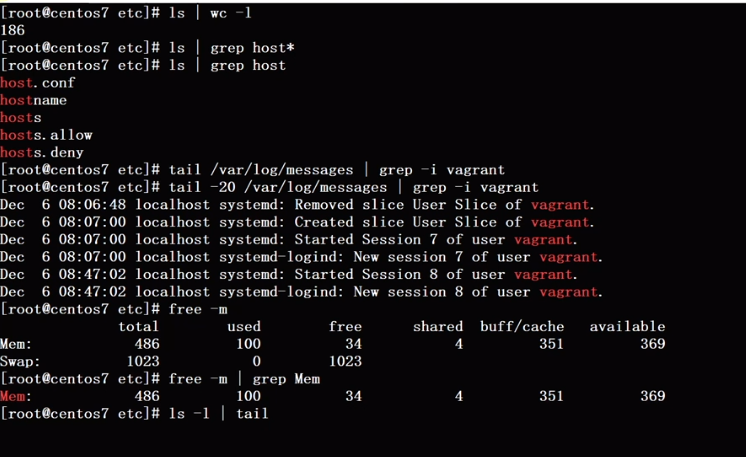 [root@centos7 etc]# ls | wc -l
186
[root@centos7 etc]# ls | grep host*
[root@centos7 etc]# ls | grep host
host.conf
hostname
hosts
hosts.allow
hosts.deny
[root@centos7 etc]# tail /var/log/messages | grep -i vagrant
[root@centos7 etc]# tail -20 /var/log/messages | grep -i vagrant
Dec  6 08:06:48 localhost systemd: Removed slice User Slice of vagrant.
Dec  6 08:07:00 localhost systemd: Created slice User Slice of vagrant.
Dec  6 08:07:00 localhost systemd: Started Session 7 of user vagrant.
Dec  6 08:07:00 localhost systemd-logind: New session 7 of user vagrant.
Dec  6 08:47:02 localhost systemd: Started Session 8 of user vagrant.
Dec  6 08:47:02 localhost systemd-logind: New session 8 of user vagrant.
[root@centos7 etc]# free -m
              total        used        free      shared  buff/cache   available
Mem:            486         100          34           4         351         369
Swap:          1023           0        1023
[root@centos7 etc]# free -m | grep Mem
Mem:            486         100          34           4         351         369
[root@centos7 etc]# ls -l | tail